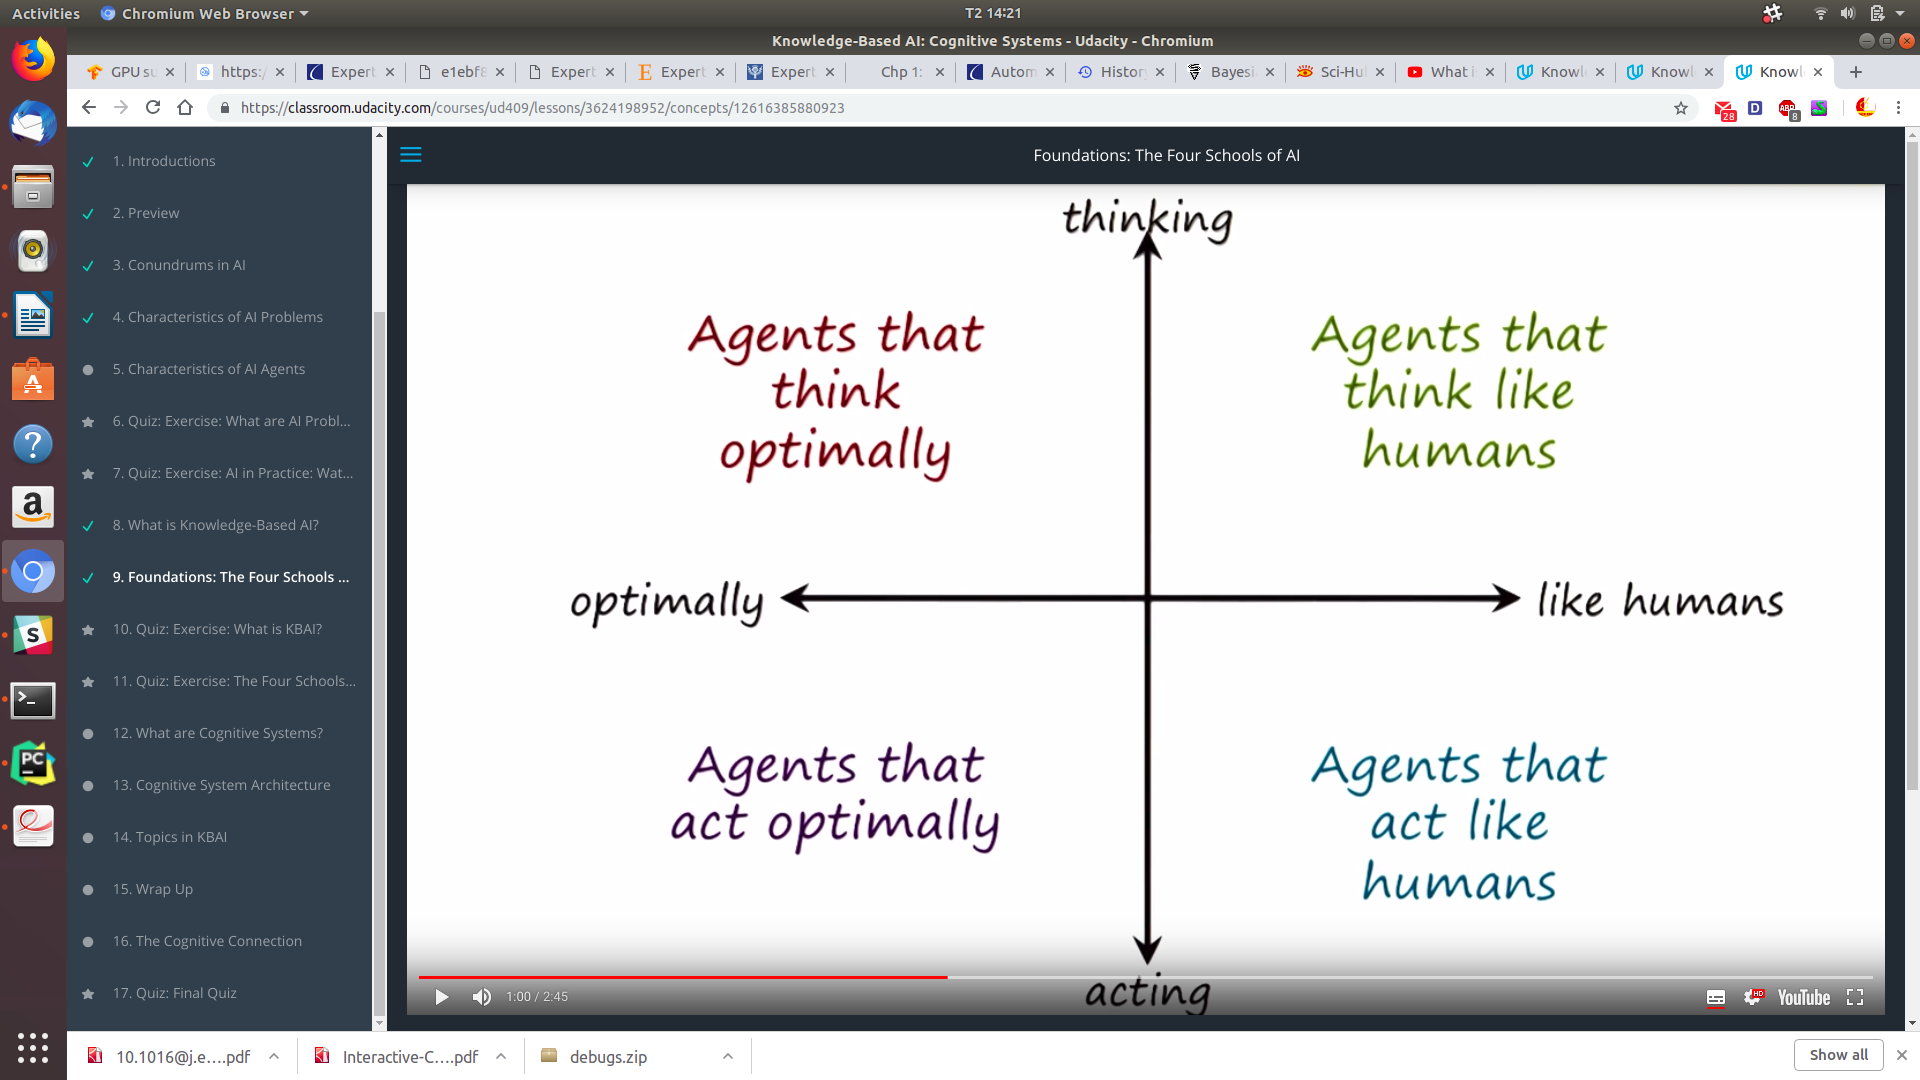 Activities
Chromium Web Browser
T2 14:21
Knowledge-Based AI: Cognitive Systems - Udacity - Chromium
GPU su
https:/
Expert
e1ebf8
Expert
Expert
Expert
Chp 1:
Autom
Histor
Bayesi
Sci-Hu
What i
Knowl
Knowl
Knowl
https://classroom.udacity.com/courses/ud409/lessons/3624198952/concepts/12616385880923
28
D
ABP
8
1. Introductions
2. Preview
3. Conundrums in AI
4. Characteristics of AI Problems
5. Characteristics of AI Agents
6. Quiz: Exercise: What are AI Probl...
7. Quiz: Exercise: AI in Practice: Wat...
8. What is Knowledge-Based AI?
9. Foundations: The Four Schools ...
10. Quiz: Exercise: What is KBAI?
11. Quiz: Exercise: The Four Schools...
12. What are Cognitive Systems?
13. Cognitive System Architecture
14. Topics in KBAI
15. Wrap Up
16. The Cognitive Connection
17. Quiz: Final Quiz
Foundations: The Four Schools of AI
thinking
Agents that
think
optimally
Agents that
think like
humans
optimally
like humans
Agents that
act optimally
Agents that
act like
humans
acting
1:00 / 2:45
HD
YouTube
10.1016@j.e....pdf
Interactive-C....pdf
debugs.zip
Show all